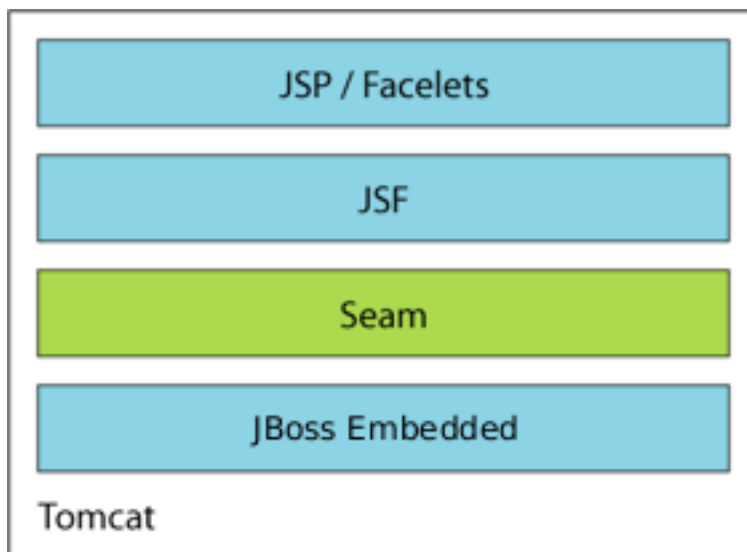 JSP / Facelets
JSF
Seam
JBoss Embedded
Tomcat